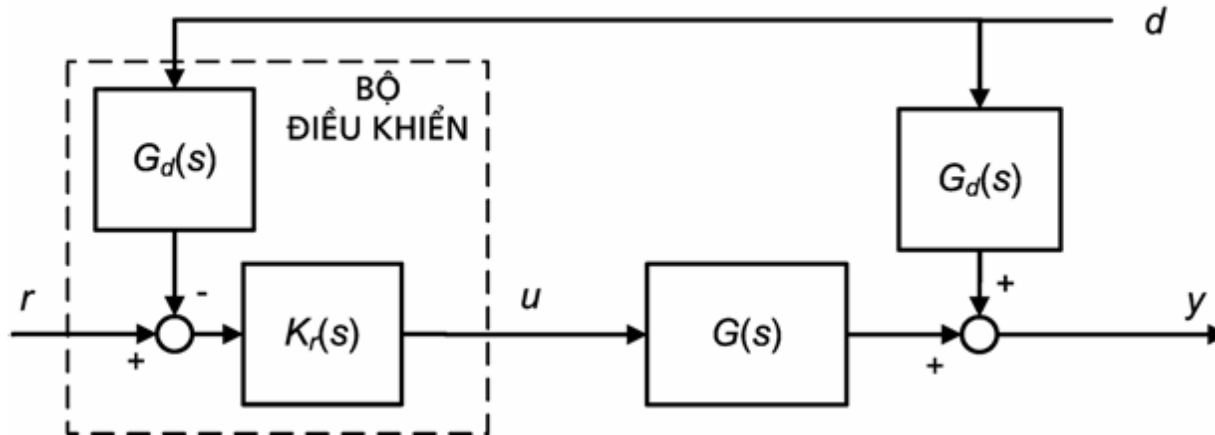 d
BỘ
ĐIỀU KHIỂN
G_d(s)
G_d(s)
-
+
r
u
y
K_r(s)
G(s)
+
+